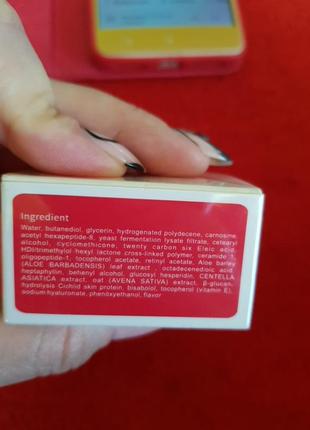 Ingredient
Water, butanediol, glycerin, hydrogenated polydecene, carnosine,
acetyl hexapeptide-8, yeast fermentation lysate filtrate, cetearyl
alcohol, cyclomethicone, twenty carbon six Eleic acid,
HDI/trimethylol hexyl lactone cross-linked polymer, ceramide 1,
oligopeptide-1, tocopherol acetate, retinyl acetate, Aloe barley
(ALOE BARBADENSIS) leaf extract , octadecenedioic acid,
heptaphyllin, behenyl alcohol, glucosyl hesperidin, CENTELLA
ASIATICA extract, oat (AVENA SATIVA) extract, β-glucan,
hydrolysis Cichlid skin protein, bisabolol, tocopherol (vitamin E),
sodium hyaluronate, phenoxyethanol, flavor